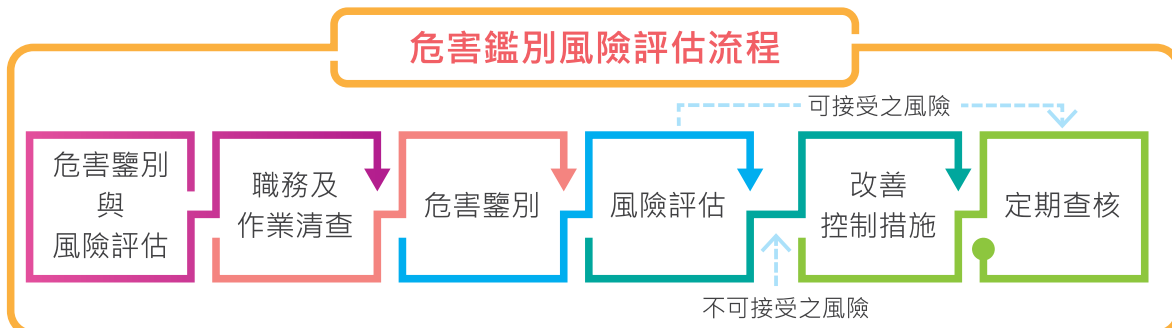 危害鑑別風險評估流程
可接受之風險
危害鑒別
與
風險評估
職務及
作業清查
危害鑒別
風險評估
改善
控制措施
定期查核
不可接受之風險